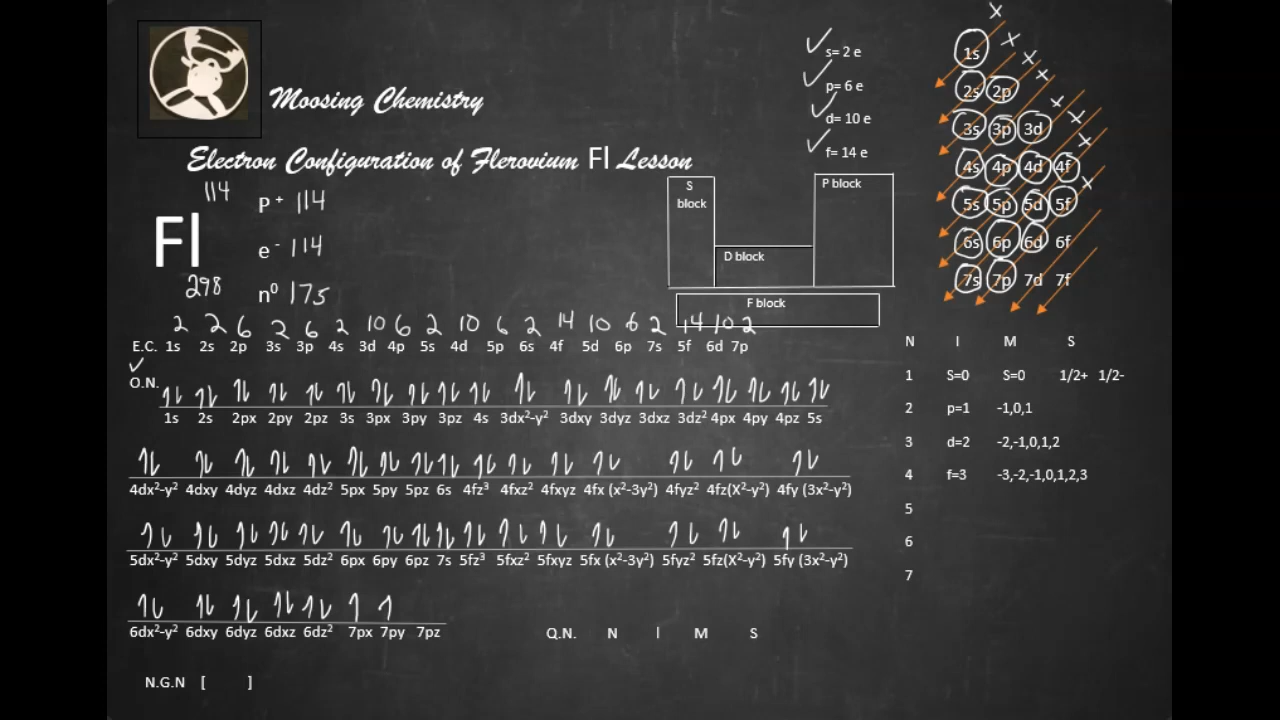 Moosing Chemistry
Electron Configuration of Flerovium Fl Lesson
114
Fl
298
p + 114
e - 114
n⁰ 175
s= 2 e
p= 6 e
d= 10 e
f= 14 e
S block
P block
D block
F block
1s
2s 2p
3s 3p 3d
4s 4p 4d 4f
5s 5p 5d 5f
6s 6p 6d 6f
7s 7p 7d 7f
2 2 6 2 6 2 10 6 2 10 6 2 14 10 6 2 14 10 2
E.C. 1s 2s 2p 3s 3p 4s 3d 4p 5s 4d 5p 6s 4f 5d 6p 7s 5f 6d 7p
O.N.
1s 2s 2px 2py 2pz 3s 3px 3py 3pz 4s 3dx²-y² 3dxy 3dyz 3dxz 3dz² 4px 4py 4pz 5s
4dx²-y² 4dxy 4dyz 4dxz 4dz² 5px 5py 5pz 6s 4fz³ 4fxz² 4fxyz 4fx (x²-3y²) 4fyz² 4fz(X²-y²) 4fy (3x²-y²)
5dx²-y² 5dxy 5dyz 5dxz 5dz² 6px 6py 6pz 7s 5fz³ 5fxz² 5fxyz 5fx (x²-3y²) 5fyz² 5fz(X²-y²) 5fy (3x²-y²)
6dx²-y² 6dxy 6dyz 6dxz 6dz² 7px 7py 7pz
Q.N. N l M S
N.G.N [ ]
N l M S
1 S=0 S=0 1/2+ 1/2-
2 p=1 -1,0,1
3 d=2 -2,-1,0,1,2
4 f=3 -3,-2,-1,0,1,2,3
5
6
7